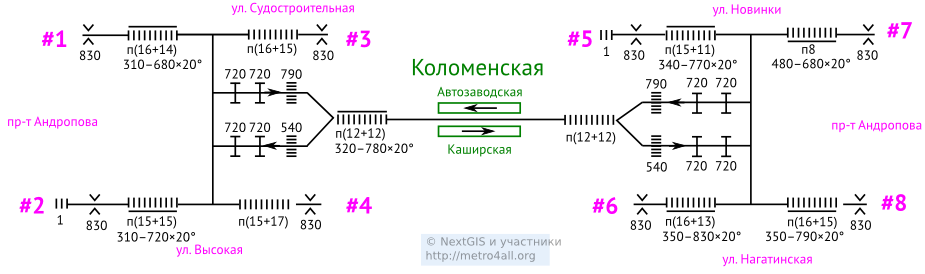 ул. Судостроительная
ул. Новинки
#1
830
п(16+14)
310–680×20°
п(16+15)
830
#3
#5
1
830
п(15+11)
340–770×20°
п8
480–680×20°
830
#7
720 720 790
Коломенская
Автозаводская
790 720 720
пр-т Андропова
720 720 540
п(12+12)
320–780×20°
Каширская
п(12+12)
540 720 720
пр-т Андропова
#2
1
830
п(15+15)
310–720×20°
п(15+17)
830
#4
#6
830
п(16+13)
350–830×20°
п(16+15)
350–790×20°
830
#8
ул. Высокая
ул. Нагатинская
© NextGIS и участники
http://metro4all.org